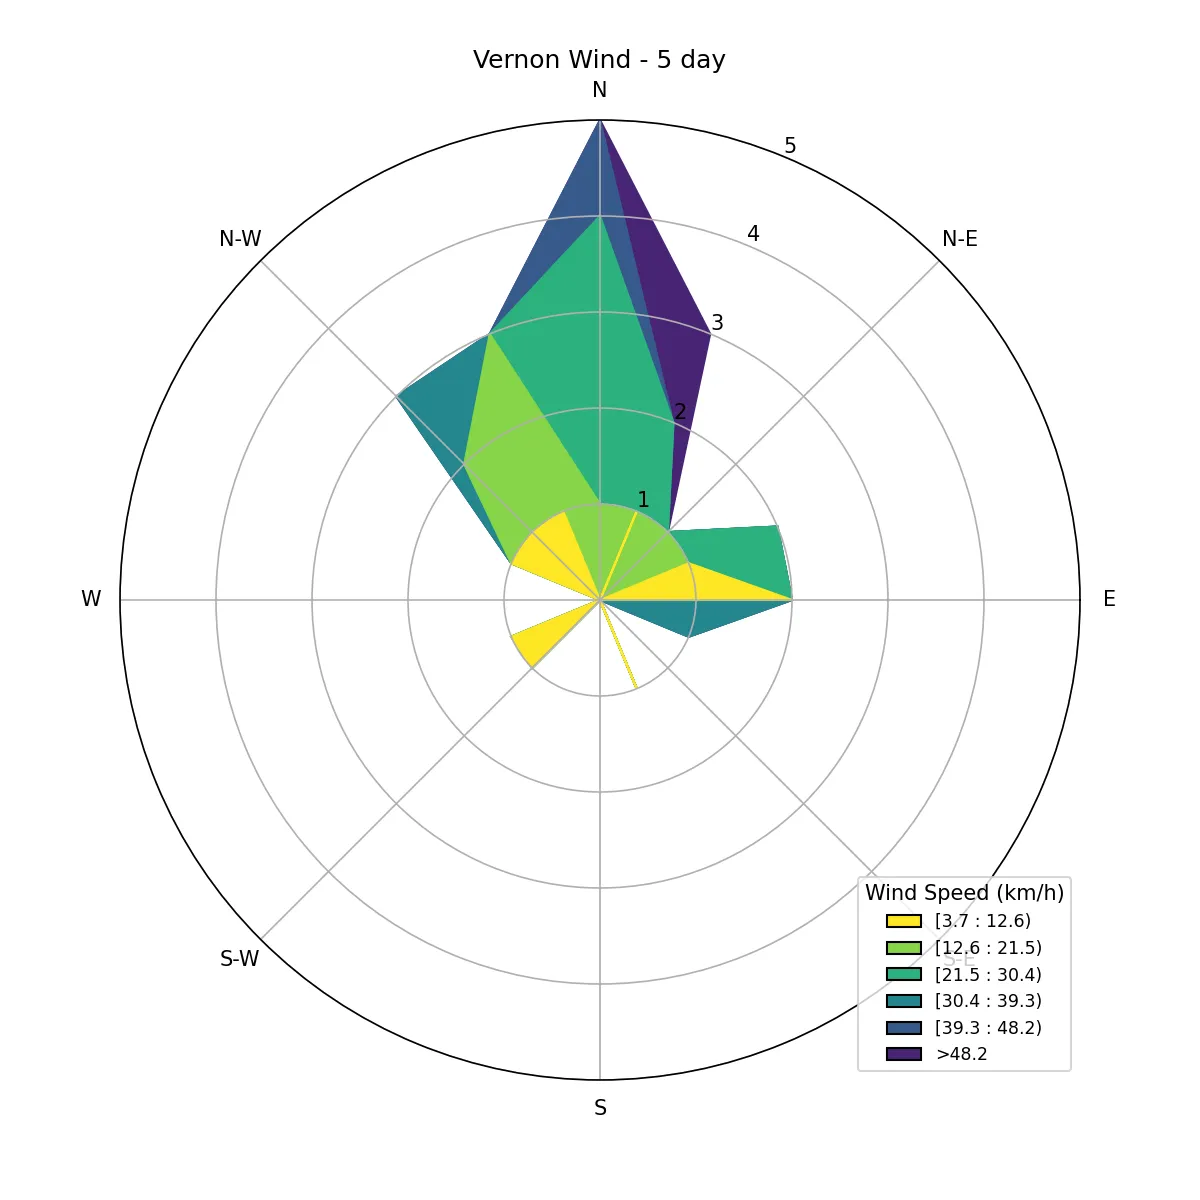 Vernon Wind - 5 day
N
5
N-W
N-E
4
3
2
1
W
E
Wind Speed (km/h)
[3.7 : 12.6)
[12.6 : 21.5)
S-W
S-E
[21.5 : 30.4)
[30.4 : 39.3)
[39.3 : 48.2)
>48.2
S